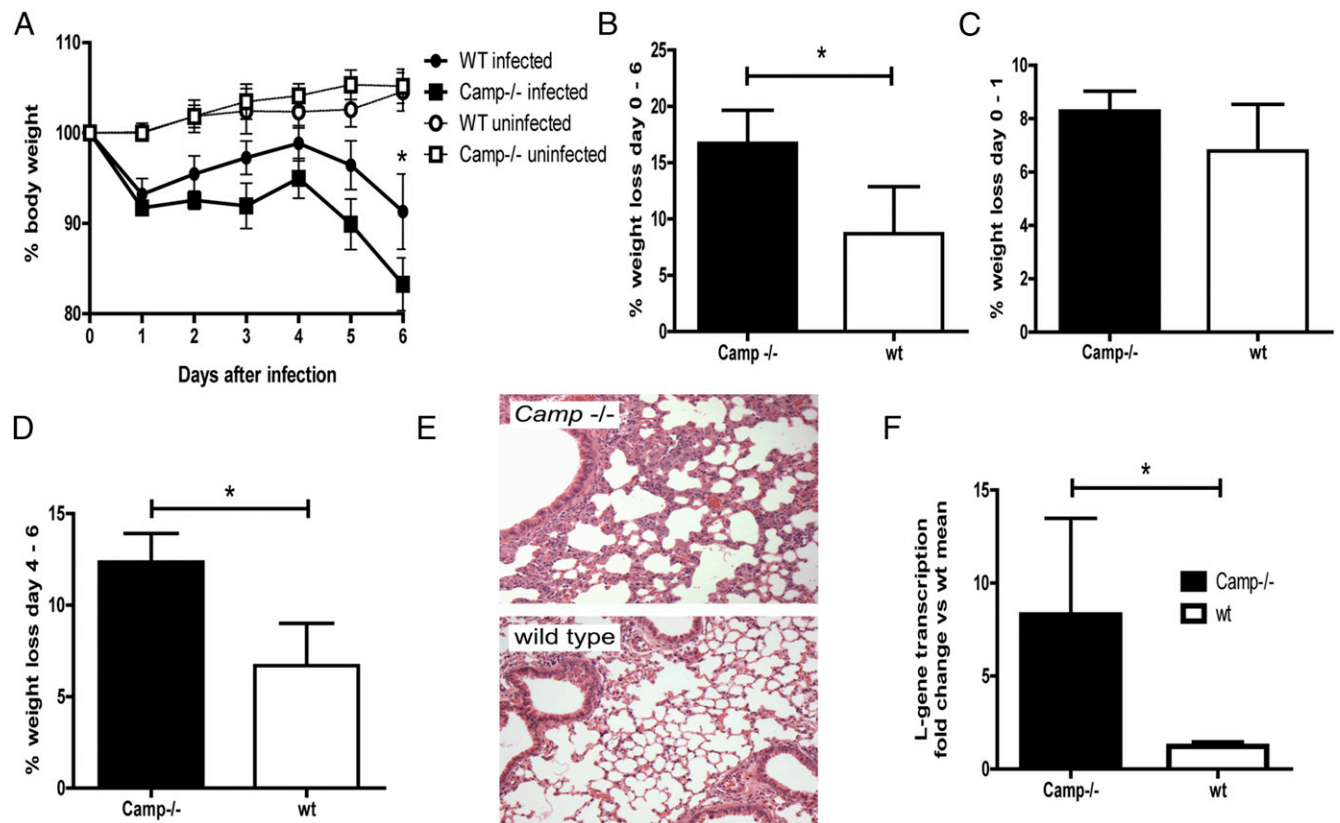 A
110
100
90
80
% body weight
0 1 2 3 4 5 6
Days after infection
*
WT infected
Camp-/- infected
WT uninfected
Camp-/- uninfected
B
25
20
15
10
5
0
% weight loss day 0 - 6
*
Camp -/- wt
C
10
8
6
4
2
0
% weight loss day 0 - 1
Camp-/- wt
D
15
10
5
0
% weight loss day 4 - 6
*
Camp-/- wt
E
Camp -/-
wild type
F
15
10
5
0
L-gene transcription
fold change vs wt mean
*
Camp-/-
wt
Camp-/- wt